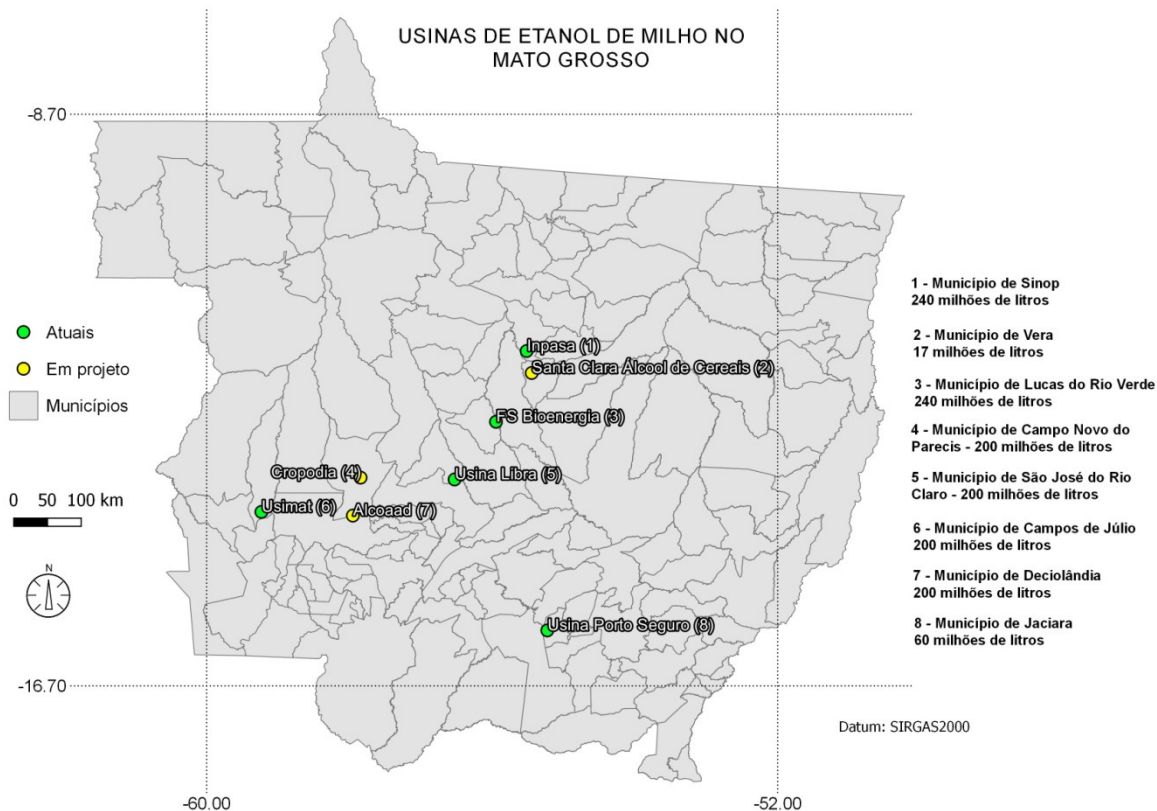 USINAS DE ETANOL DE MILHO NO
MATO GROSSO
-8.70
Atuais
Em projeto
Municípios
0 50 100 km
N
Inpasa (1)
Santa Clara Álcool de Cereais (2)
FS Bioenergia (3)
Cropodia (4)
Usina Libra (5)
Usimat (6)
Alcoaad (7)
Usina Porto Seguro (8)
1 - Município de Sinop
240 milhões de litros
2 - Município de Vera
17 milhões de litros
3 - Município de Lucas do Rio Verde
240 milhões de litros
4 - Município de Campo Novo do
Parecis - 200 milhões de litros
5 - Município de São José do Rio
Claro - 200 milhões de litros
6 - Município de Campos de Júlio
200 milhões de litros
7 - Município de Deciolândia
200 milhões de litros
8 - Município de Jaciara
60 milhões de litros
-16.70
Datum: SIRGAS2000
-60.00
-52.00